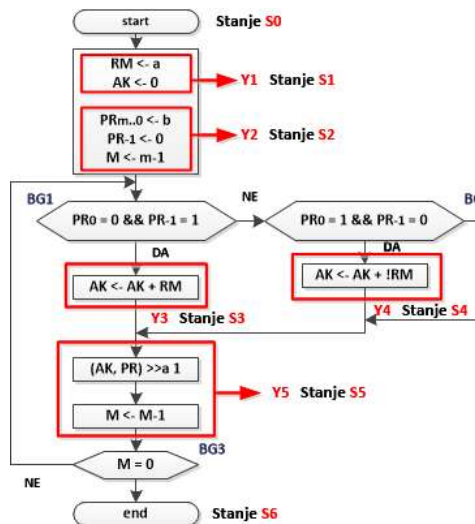 start Stanje S0
RM <- a
AK <- 0
Y1 Stanje S1
PRm..0 <- b
PR-1 <- 0
M <- m-1
Y2 Stanje S2
BG1
PR0 = 0 && PR-1 = 1
NE
PR0 = 1 && PR-1 = 0
DA
DA
AK <- AK + RM
AK <- AK + !RM
Y3 Stanje S3
Y4 Stanje S4
(AK, PR) >>a 1
M <- M-1
Y5 Stanje S5
BG3
M = 0
NE
end
Stanje S6